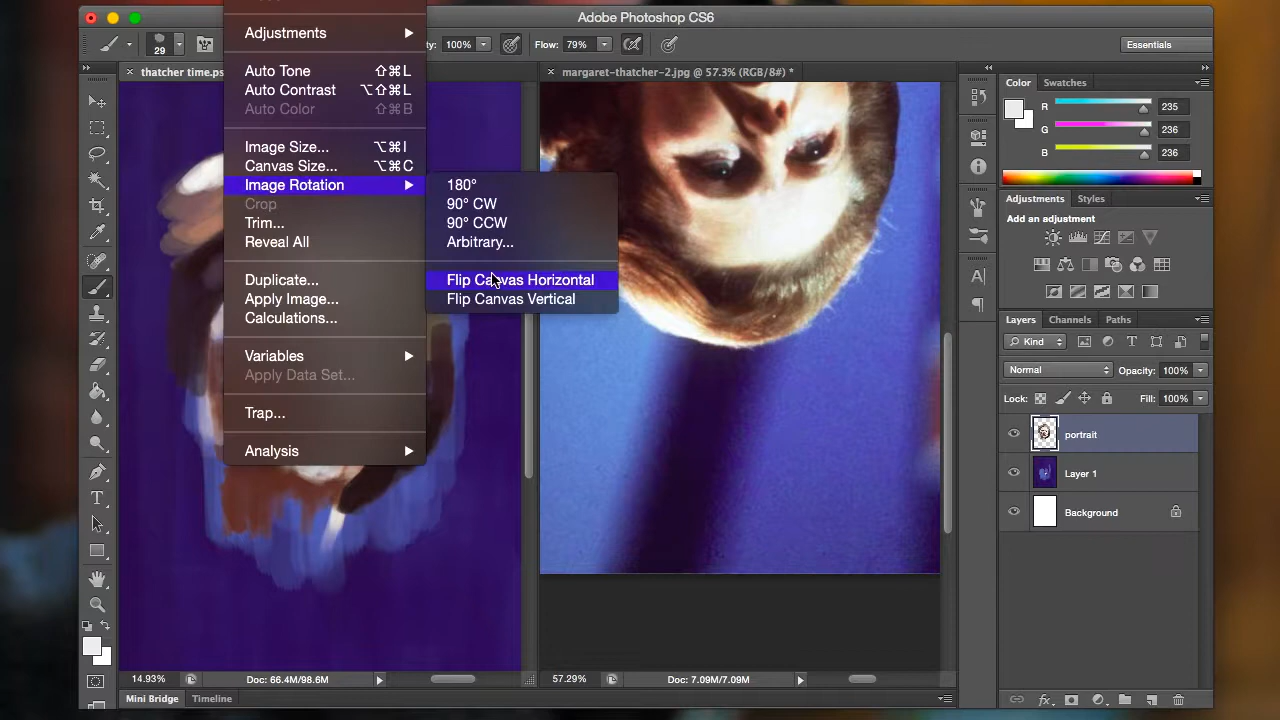 Adobe Photoshop CS6
29
100%
Flow: 79%
Essentials
thatcher time.ps
margaret-thatcher-2.jpg @ 57.3% (RGB/8#) *
Adjustments
Auto Tone ⇧⌘L
Auto Contrast ⌥⇧⌘L
Auto Color ⇧⌘B
Image Size... ⌥⌘I
Canvas Size... ⌥⌘C
Image Rotation
Crop
Trim...
Reveal All
Duplicate...
Apply Image...
Calculations...
Variables
Apply Data Set...
Trap...
Analysis
180°
90° CW
90° CCW
Arbitrary...
Flip Canvas Horizontal
Flip Canvas Vertical
Color Swatches
R 235
G 236
B 236
Adjustments Styles
Add an adjustment
Layers Channels Paths
Kind
Normal Opacity: 100%
Lock: Fill: 100%
portrait
Layer 1
Background
14.93% Doc: 66.4M/98.6M
57.29% Doc: 7.09M/7.09M
Mini Bridge Timeline